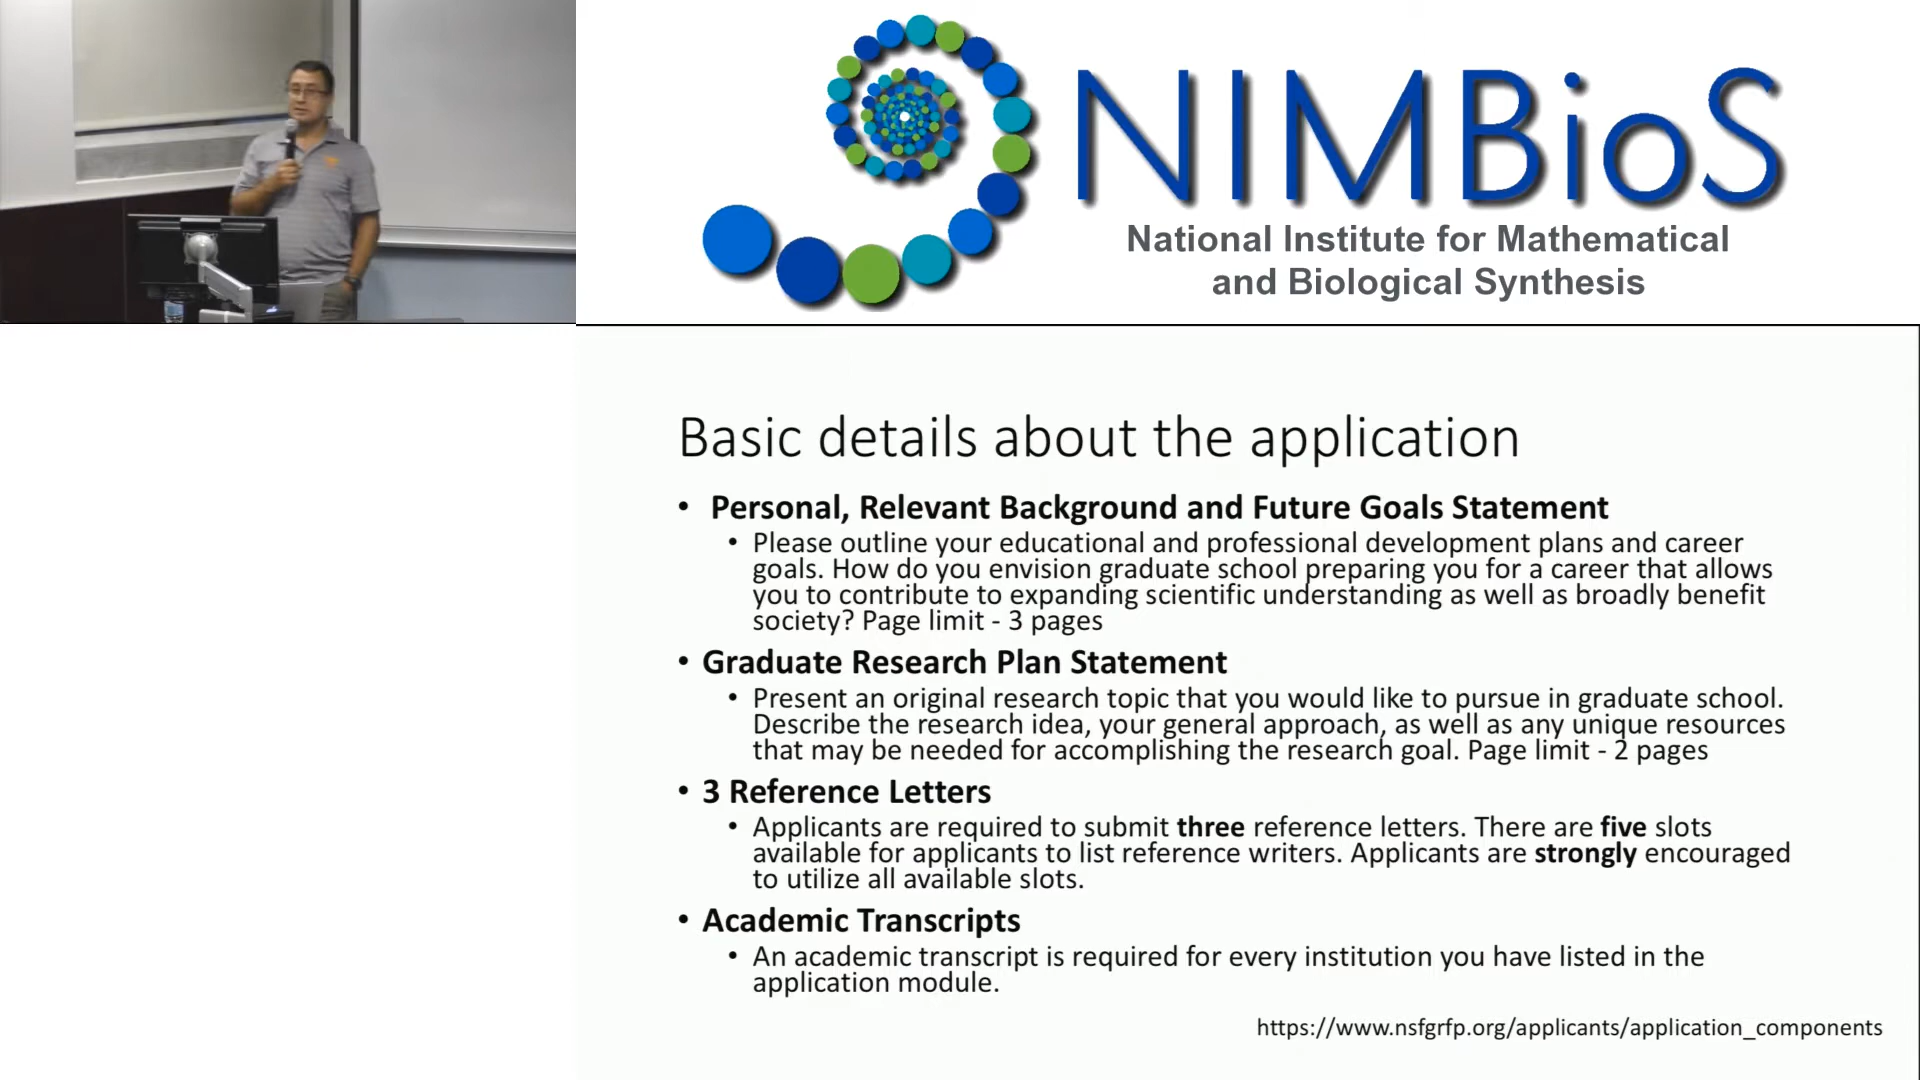 NIMBioS
National Institute for Mathematical
and Biological Synthesis
Basic details about the application
• Personal, Relevant Background and Future Goals Statement
• Please outline your educational and professional development plans and career
goals. How do you envision graduate school preparing you for a career that allows
you to contribute to expanding scientific understanding as well as broadly benefit
society? Page limit - 3 pages
• Graduate Research Plan Statement
• Present an original research topic that you would like to pursue in graduate school.
Describe the research idea, your general approach, as well as any unique resources
that may be needed for accomplishing the research goal. Page limit - 2 pages
• 3 Reference Letters
• Applicants are required to submit three reference letters. There are five slots
available for applicants to list reference writers. Applicants are strongly encouraged
to utilize all available slots.
• Academic Transcripts
• An academic transcript is required for every institution you have listed in the
application module.
https://www.nsfgrfp.org/applicants/application_components